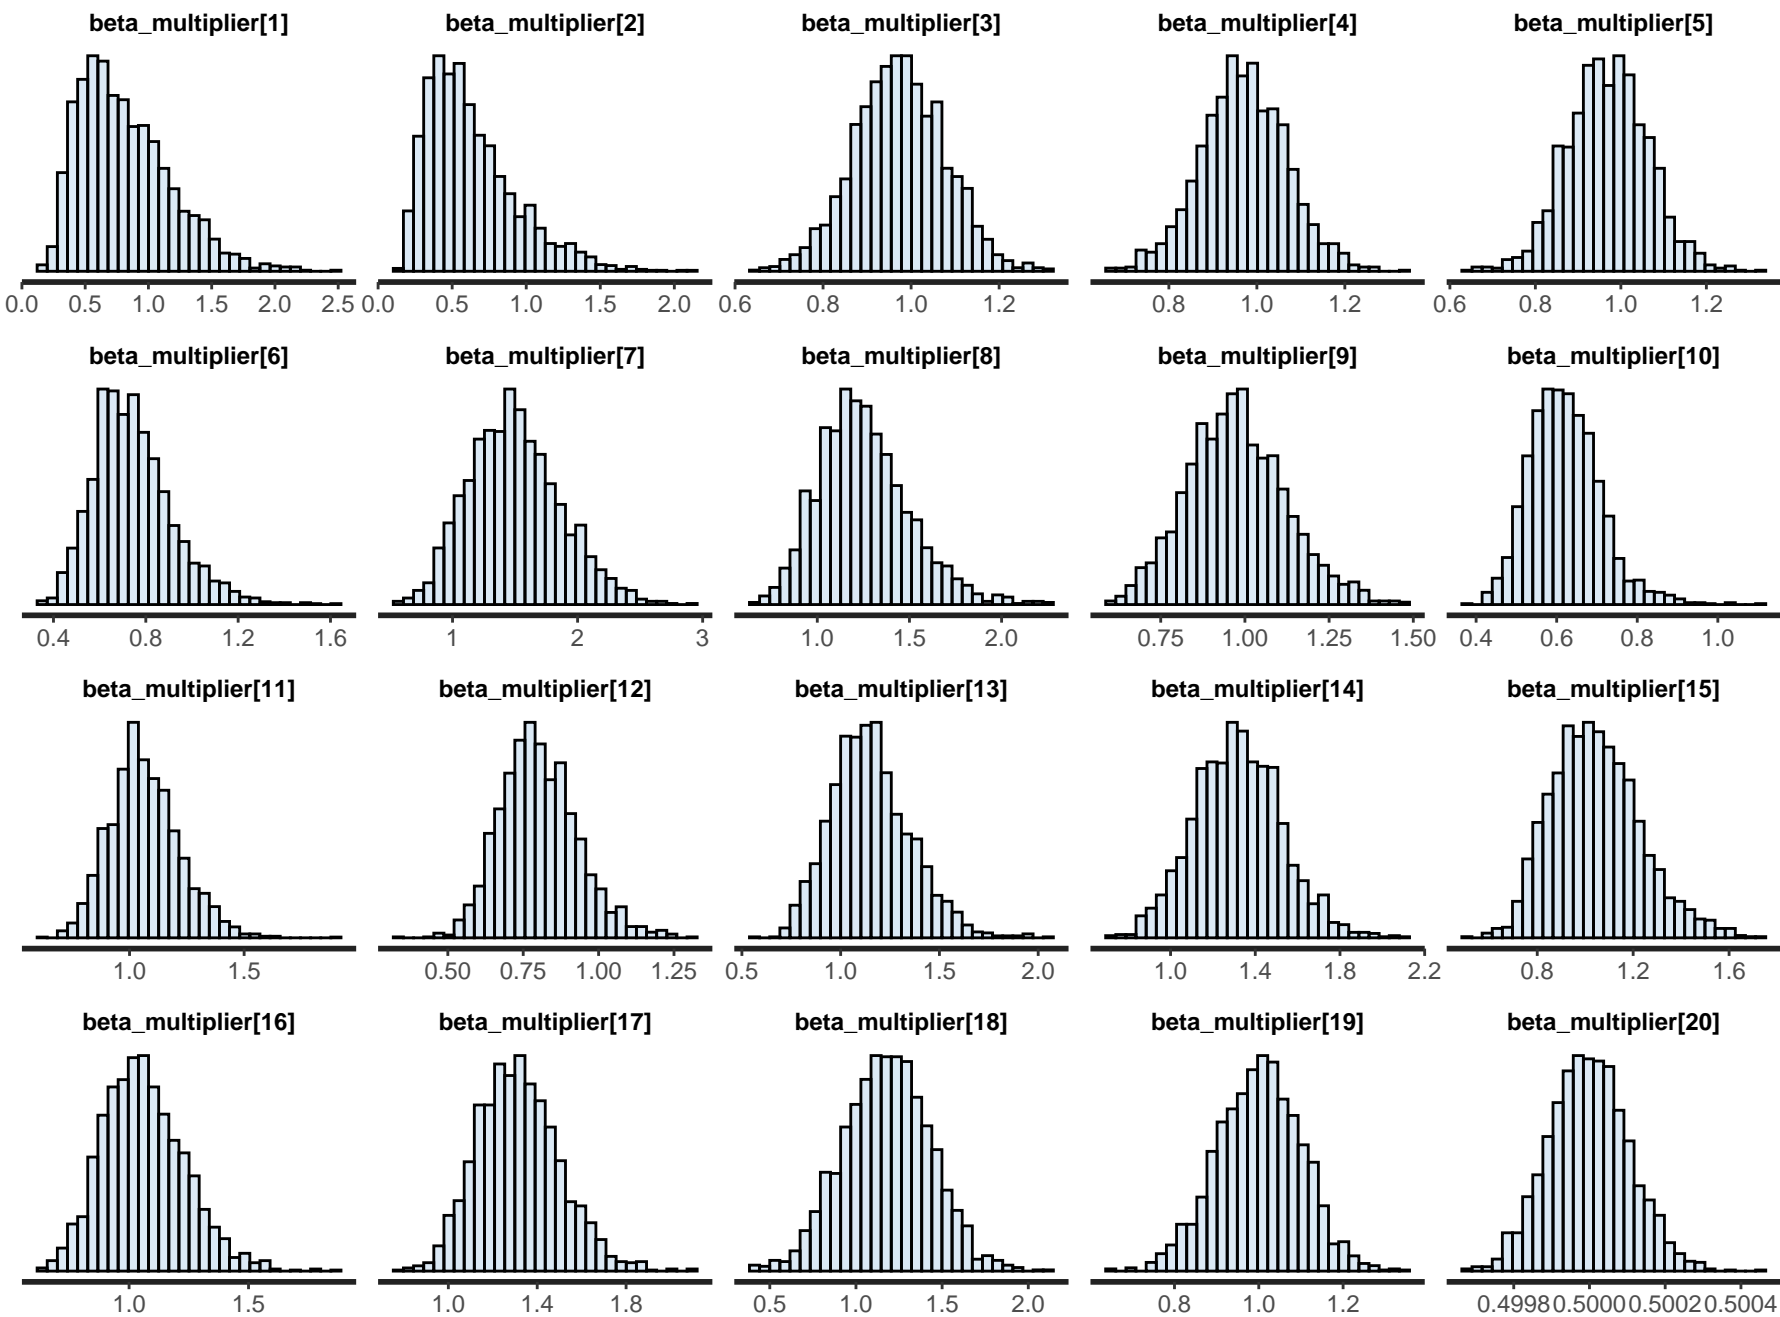 beta_multiplier[1] beta_multiplier[2] beta_multiplier[3] beta_multiplier[4] beta_multiplier[5]
0.0 0.5 1.0 1.5 2.0 2.5 0.0 0.5 1.0 1.5 2.0 0.6 0.8 1.0 1.2 0.8 1.0 1.2 0.6 0.8 1.0 1.2
beta_multiplier[6] beta_multiplier[7] beta_multiplier[8] beta_multiplier[9] beta_multiplier[10]
0.4 0.8 1.2 1.6 1 2 3 1.0 1.5 2.0 0.75 1.00 1.25 1.50 0.4 0.6 0.8 1.0
beta_multiplier[11] beta_multiplier[12] beta_multiplier[13] beta_multiplier[14] beta_multiplier[15]
1.0 1.5 0.50 0.75 1.00 1.25 0.5 1.0 1.5 2.0 1.0 1.4 1.8 2.2 0.8 1.2 1.6
beta_multiplier[16] beta_multiplier[17] beta_multiplier[18] beta_multiplier[19] beta_multiplier[20]
1.0 1.5 1.0 1.4 1.8 0.5 1.0 1.5 2.0 0.8 1.0 1.2 0.4998 0.5000 0.5002 0.5004